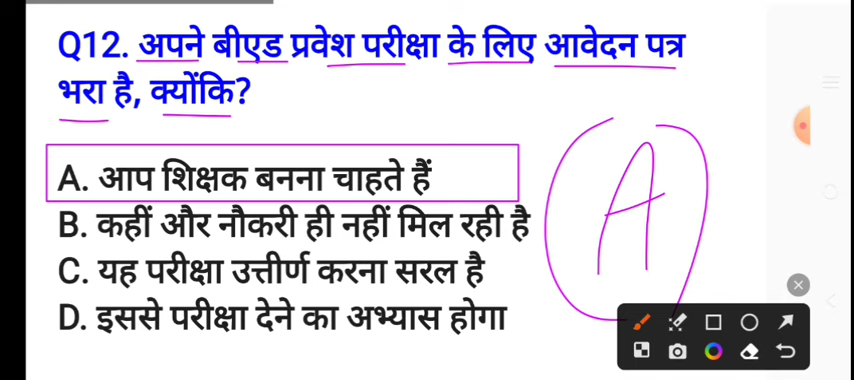 Q12. अपने बीएड प्रवेश परीक्षा के लिए आवेदन पत्र
भरा है, क्योंकि?
A. आप शिक्षक बनना चाहते हैं
B. कहीं और नौकरी ही नहीं मिल रही है
C. यह परीक्षा उत्तीर्ण करना सरल है
D. इससे परीक्षा देने का अभ्यास होगा
A